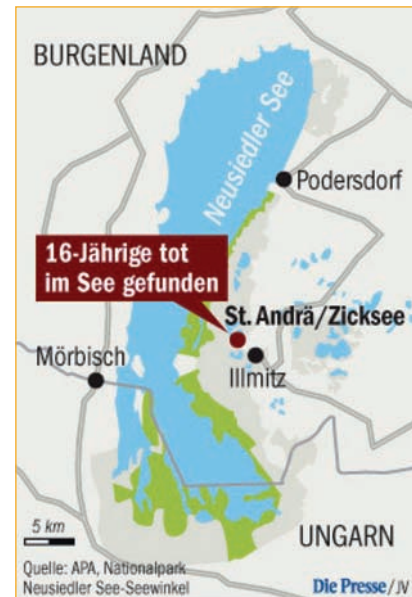 BURGENLAND
Neusiedler See
Podersdorf
16-Jährige tot
im See gefunden
St. Andrä/Zicksee
Mörbisch
Illmitz
5 km
UNGARN
Quelle: APA, Nationalpark
Neusiedler See-Seewinkel
Die Presse/JV